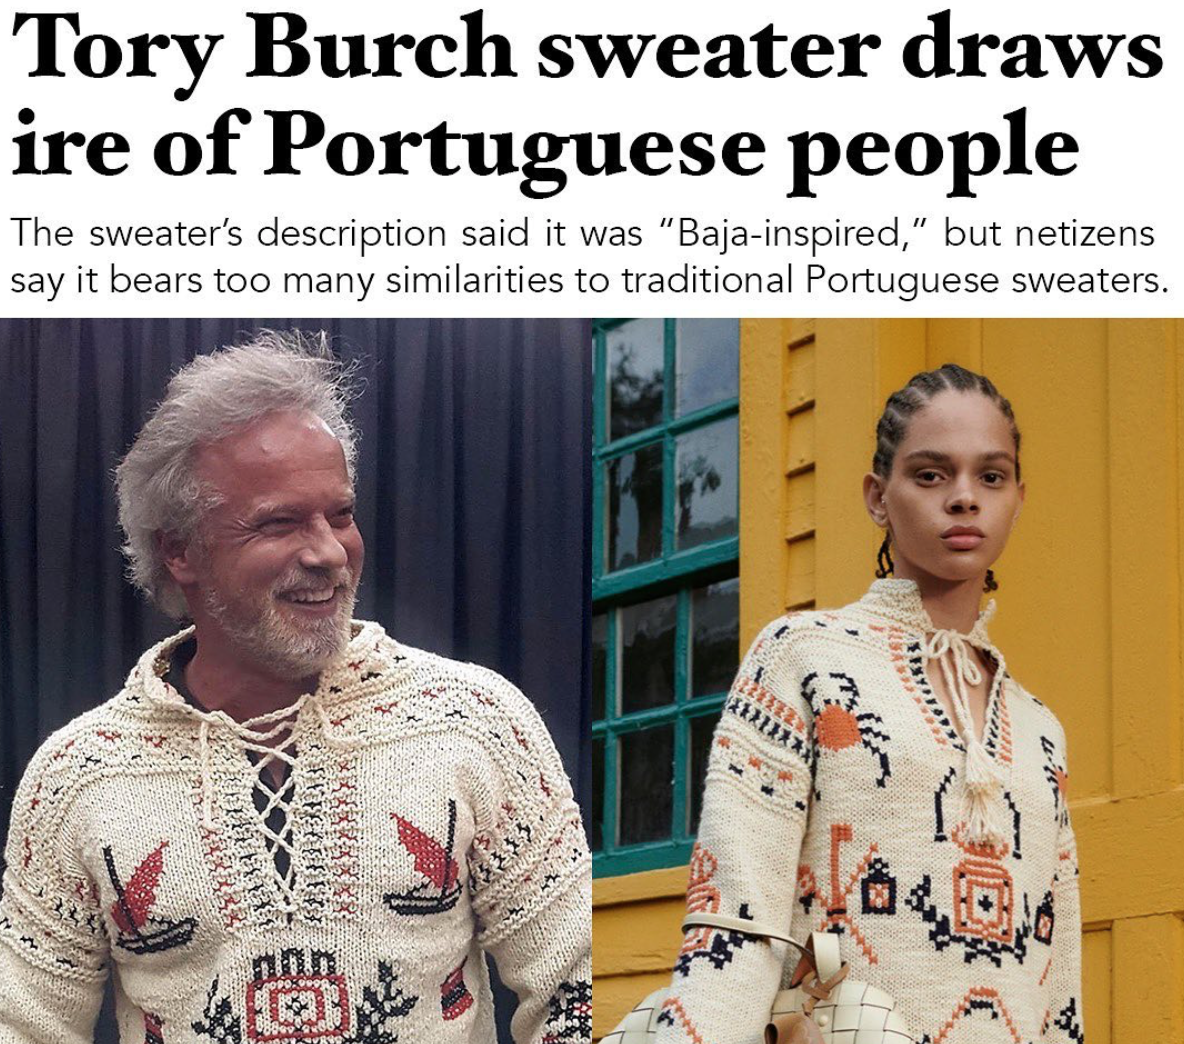 Tory Burch sweater draws
ire of Portuguese people
The sweater’s description said it was “Baja-inspired,” but netizens
say it bears too many similarities to traditional Portuguese sweaters.